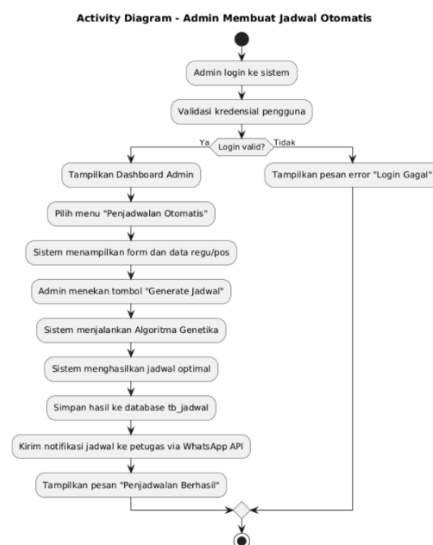 Activity Diagram - Admin Membuat Jadwal Otomatis
Admin login ke sistem
Validasi kredensial pengguna
Ya
Login valid?
Tidak
Tampilkan Dashboard Admin
Tampilkan pesan error "Login Gagal"
Pilih menu "Penjadwalan Otomatis"
Sistem menampilkan form dan data regu/pos
Admin menekan tombol "Generate Jadwal"
Sistem menjalankan Algoritma Genetika
Sistem menghasilkan jadwal optimal
Simpan hasil ke database tb_jadwal
Kirim notifikasi jadwal ke petugas via WhatsApp API
Tampilkan pesan "Penjadwalan Berhasil"